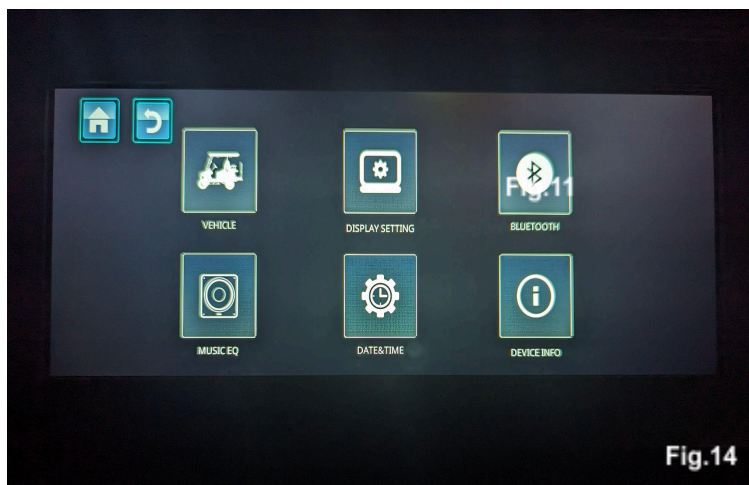 VEHICLE
DISPLAY SETTING
BLUETOOTH
Fig.11
MUSIC EQ
DATE&TIME
DEVICE INFO
Fig.14